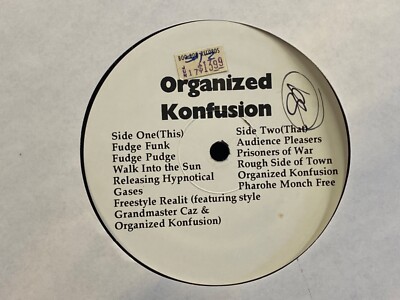 $13.99
Organized
Konfusion
Side One(This)
Fudge Funk
Fudge Pudge
Walk Into the Sun
Releasing Hypnotical
Gases
Freestyle Realit (featuring style
Grandmaster Caz &
Organized Konfusion)
Side Two(That)
Audience Pleasers
Prisoners of War
Rough Side of Town
Organized Konfusion
Pharohe Monch Free